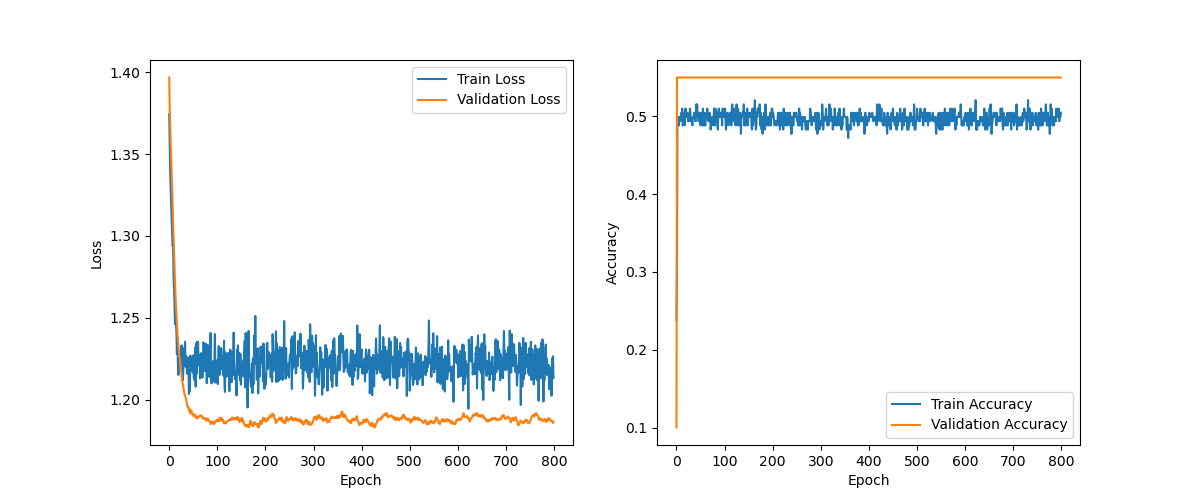 1.40
1.35
1.30
1.25
1.20
Loss
0 100 200 300 400 500 600 700 800
Epoch
Train Loss
Validation Loss
0.5
0.4
0.3
0.2
0.1
Accuracy
0 100 200 300 400 500 600 700 800
Epoch
Train Accuracy
Validation Accuracy